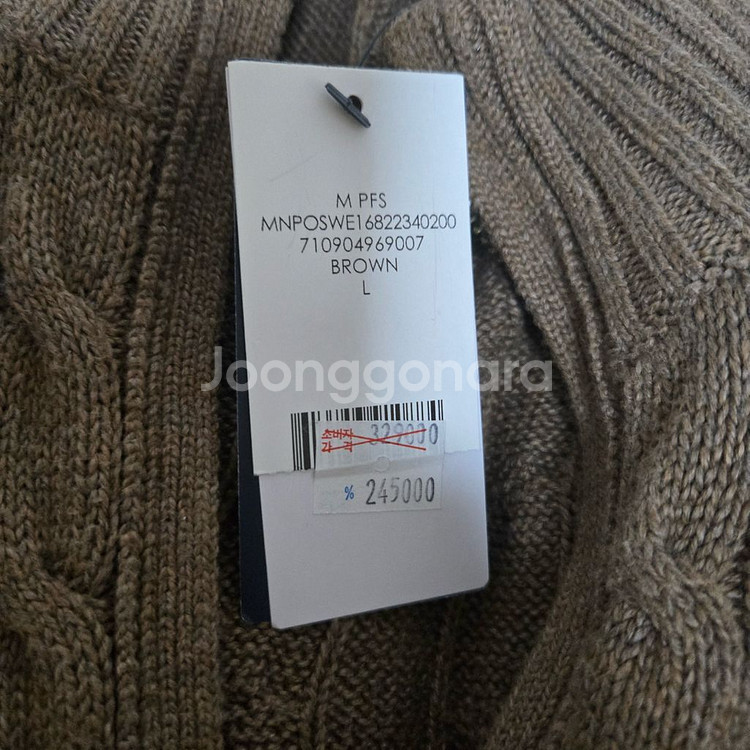 M PFS
MNPOSWE16822340200
710904969007
BROWN
L
Joonggonara
소비자 329000
가 격
% 245000